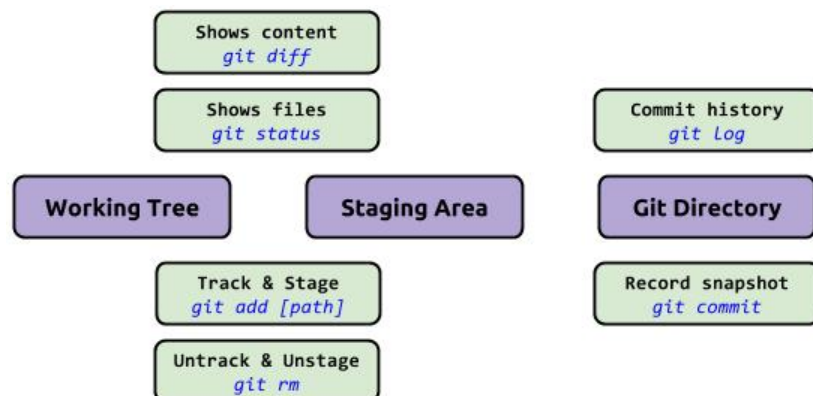 Shows content
git diff
Shows files
git status
Commit history
git log
Working Tree
Staging Area
Git Directory
Track & Stage
git add [path]
Record snapshot
git commit
Untrack & Unstage
git rm